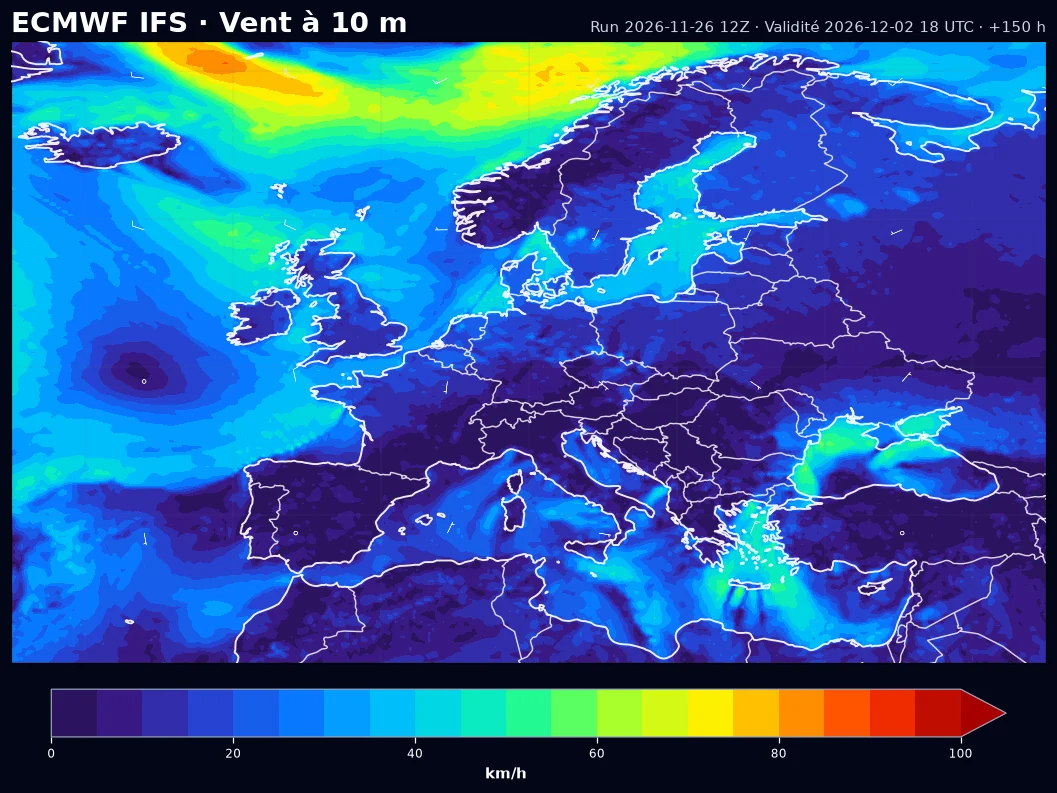 ECMWF IFS · Vent à 10 m
Run 2026-11-26 12Z · Validité 2026-12-02 18 UTC · +150 h
0 20 40 60 80 100
km/h